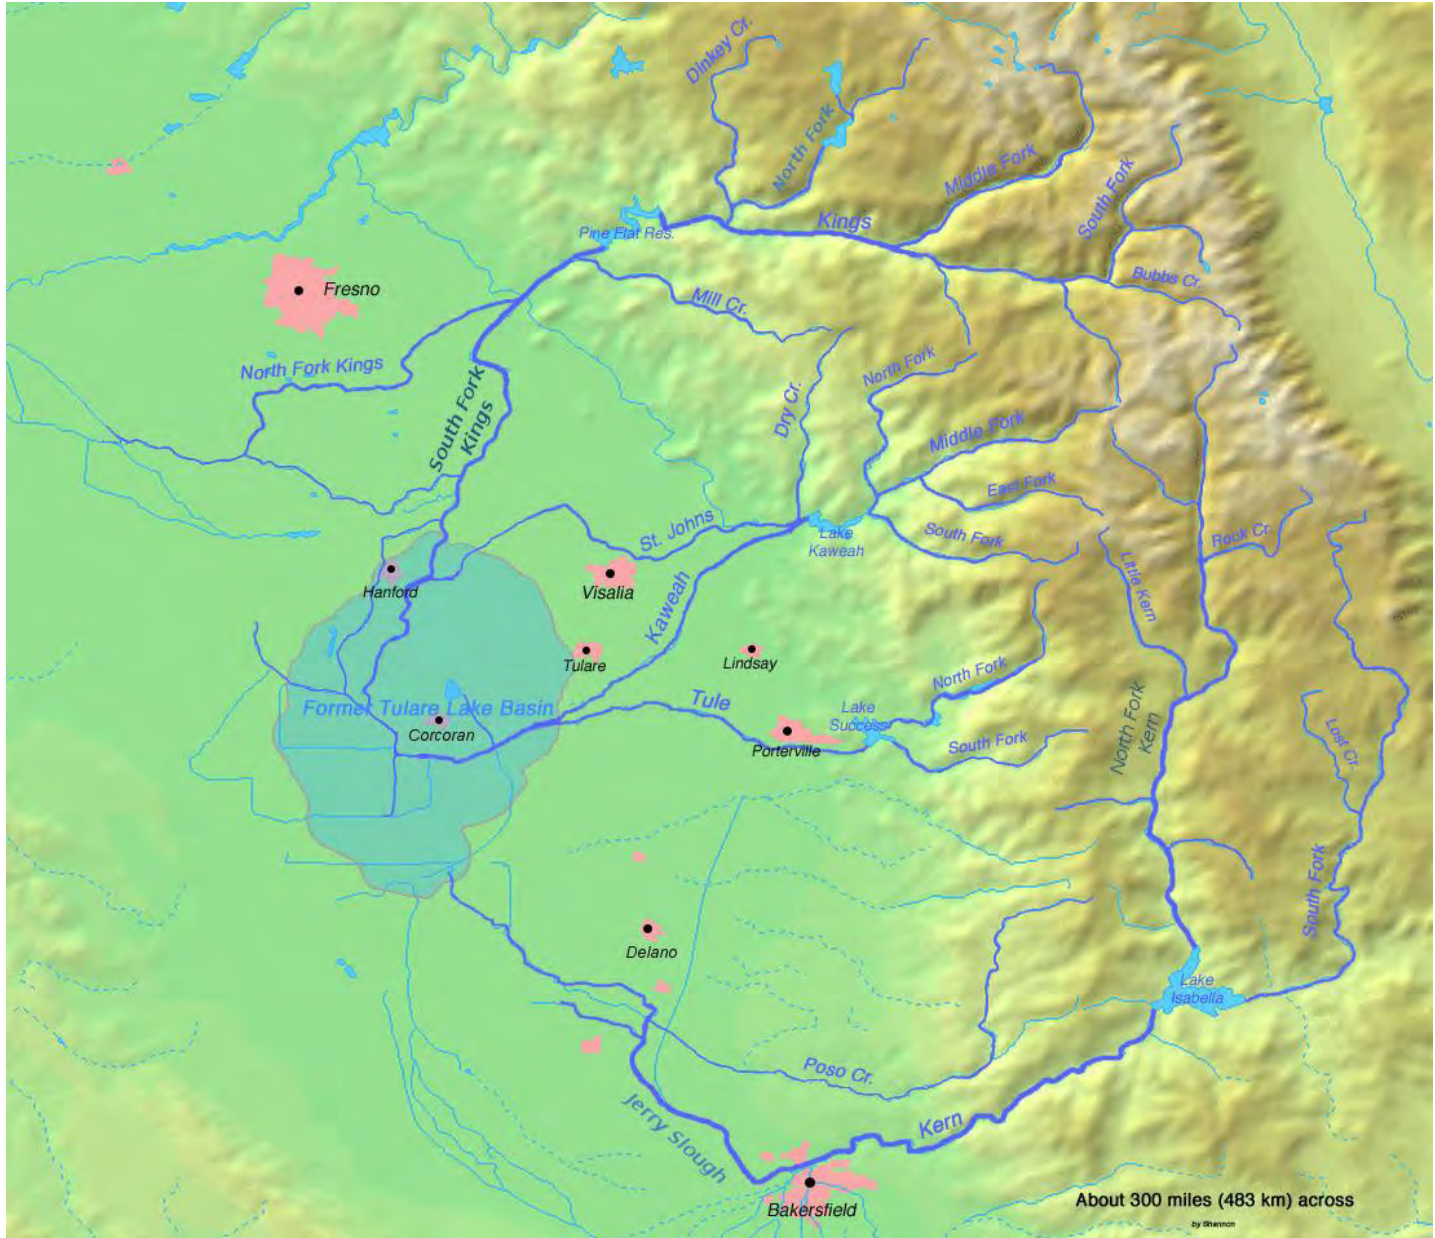 Dinkey Cr.
North Fork
Middle Fork
South Fork
Kings
Pine Flat Res.
Bubbs Cr.
Fresno
Mill Cr.
North Fork Kings
North Fork
South Fork
Kings
Dry Cr.
Middle Fork
East Fork
St. Johns
South Fork
Lake
Kaweah
Rock Cr.
Hanford
Visalia
Kaweah
Little Kern
Tulare
Lindsay
North Fork
Former Tulare Lake Basin
Tule
Lake
Success
Corcoran
Porterville
South Fork
North Fork
Kern
Lost Cr.
South Fork
Delano
Lake
Isabella
Poso Cr.
Jerry Slough
Kern
Bakersfield
About 300 miles (483 km) across
by Shannon